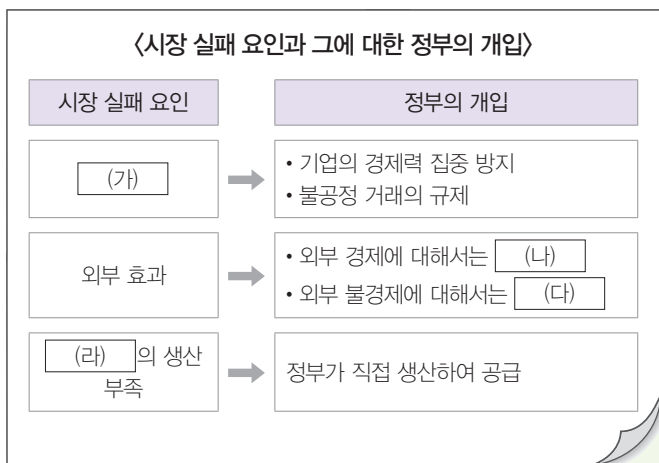 〈시장 실패 요인과 그에 대한 정부의 개입〉
시장 실패 요인
정부의 개입
(가)
• 기업의 경제력 집중 방지
• 불공정 거래의 규제
외부 효과
• 외부 경제에 대해서는 (나)
• 외부 불경제에 대해서는 (다)
(라) 의 생산
부족
정부가 직접 생산하여 공급